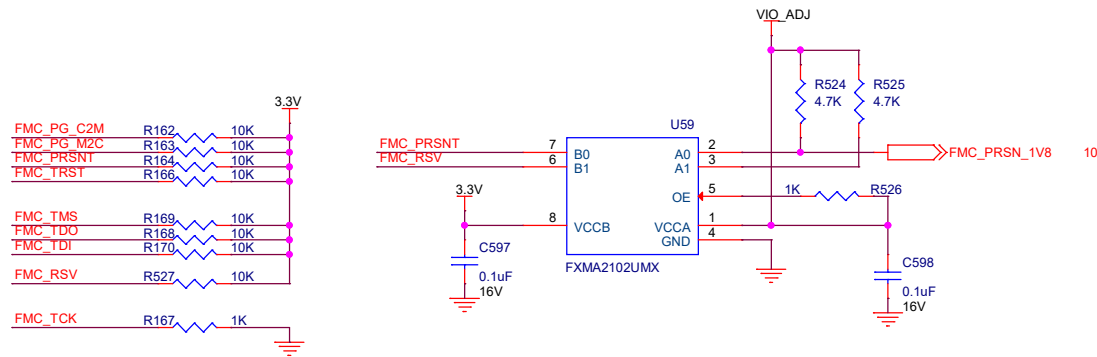 VIO_ADJ
R524
4.7K
R525
4.7K
3.3V
FMC_PG_C2M R162 10K
FMC_PG_M2C R163 10K
FMC_PRSNT R164 10K
FMC_TRST R166 10K
FMC_TMS R169 10K
FMC_TDO R168 10K
FMC_TDI R170 10K
FMC_RSV R527 10K
FMC_TCK R167 1K
U59
FMC_PRSNT 7 B0 A0 2 FMC_PRSN_1V8 10
FMC_RSV 6 B1 A1 3
OE 5 1K R526
3.3V
8 VCCB VCCA 1
GND 4
FXMA2102UMX
C597
0.1uF
16V
C598
0.1uF
16V